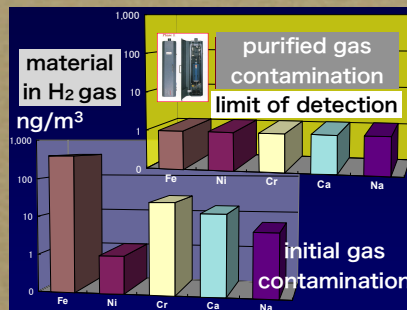 material
in H2 gas
ng/m3
purified gas
contamination
limit of detection
1,000
100
10
1
0
Fe Ni Cr Ca Na
1,000
100
10
1
0
Fe Ni Cr Ca Na
initial gas
contamination